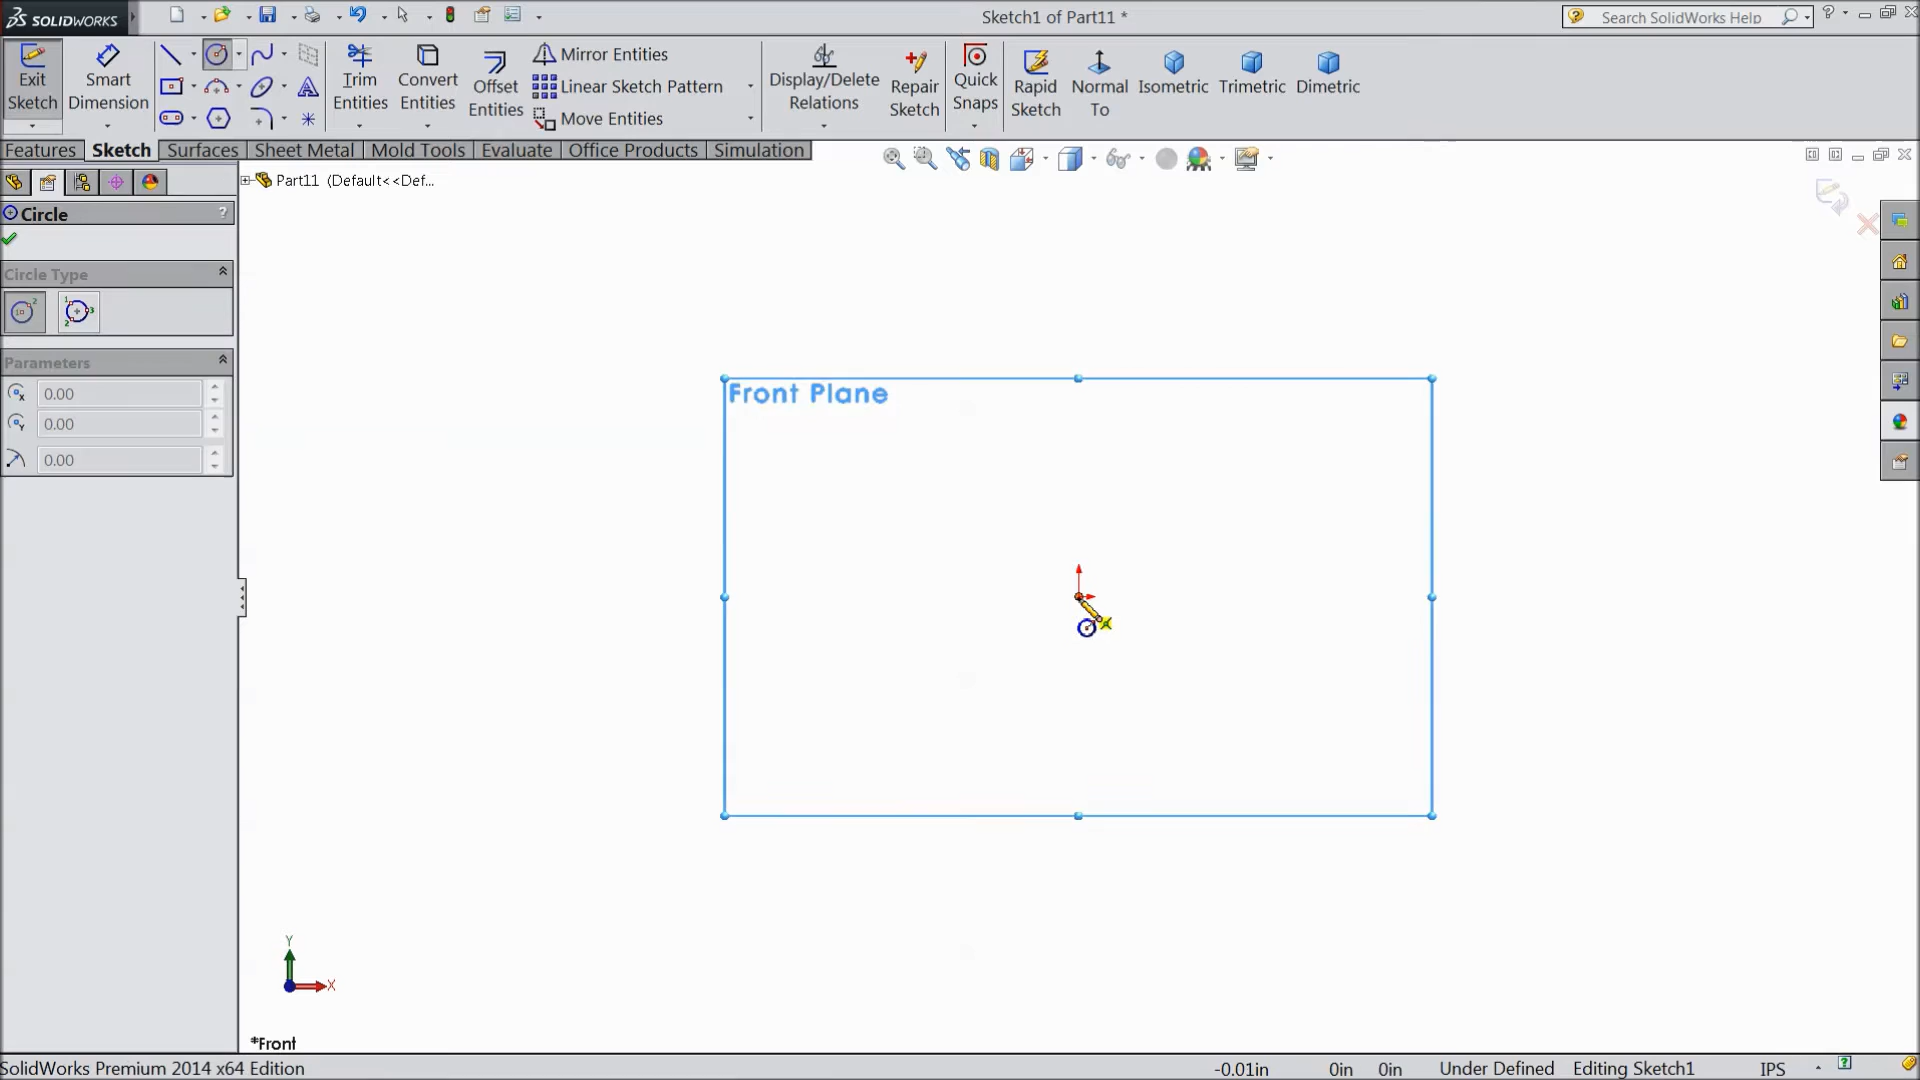 SOLIDWORKS
Sketch1 of Part11 *
Search SolidWorks Help
Exit Sketch
Smart Dimension
Trim Entities
Convert Entities
Offset Entities
Mirror Entities
Linear Sketch Pattern
Move Entities
Display/Delete Relations
Repair Sketch
Quick Snaps
Rapid Sketch
Normal To
Isometric
Trimetric
Dimetric
Features
Sketch
Surfaces
Sheet Metal
Mold Tools
Evaluate
Office Products
Simulation
Part11 (Default<<Def...
Circle
?
Circle Type
Parameters
0.00
0.00
0.00
Front Plane
Y
X
*Front
SolidWorks Premium 2014 x64 Edition
-0.01in
0in
0in
Under Defined
Editing Sketch1
IPS